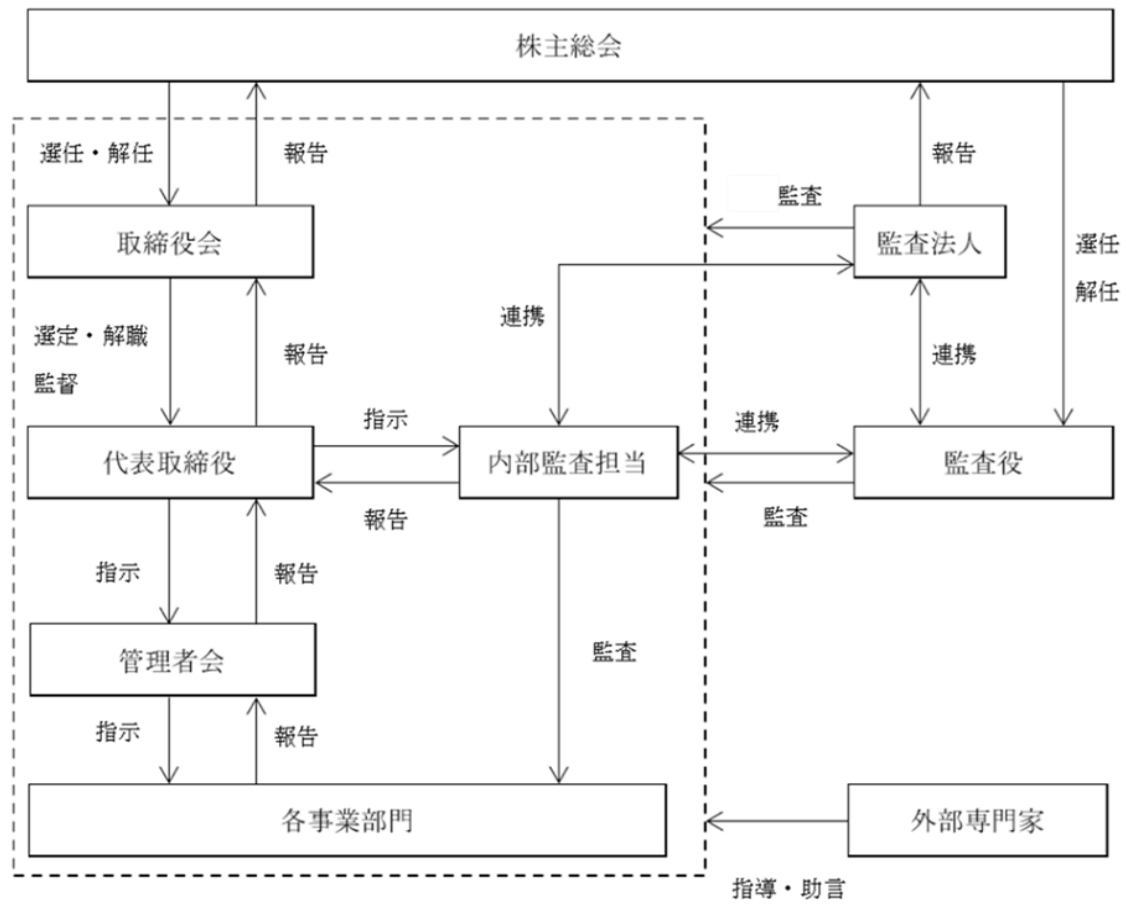 株主総会
選任・解任
報告
報告
監査
取締役会
監査法人
選任
解任
連携
選定・解職
監督
報告
連携
指示
連携
代表取締役
内部監査担当
監査役
報告
監査
指示
報告
管理者会
監査
指示
報告
各事業部門
外部専門家
指導・助言